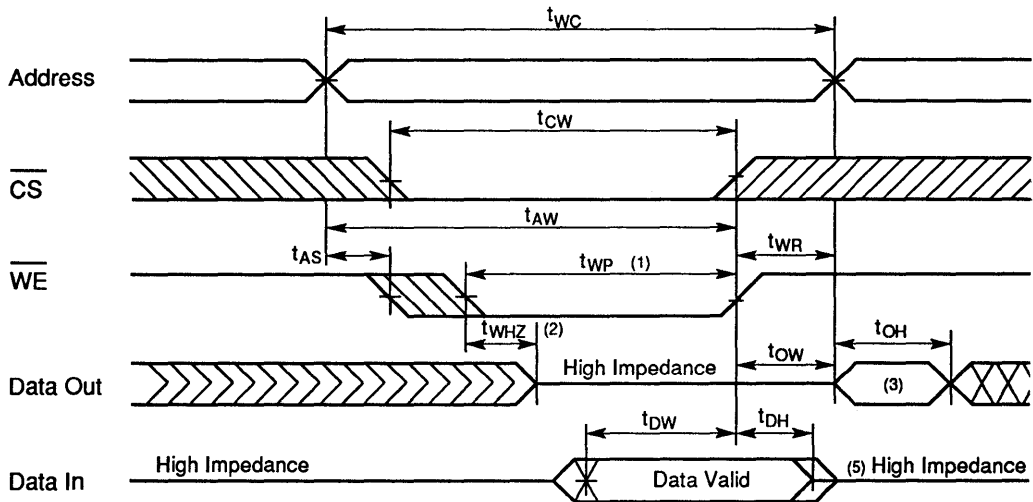 tWC
Address
tCW
CS
tAW
tAS
tWR
WE
tWP (1)
tWHZ (2)
tOH
High Impedance
tOW
Data Out
(3)
tDW
tDH
High Impedance
Data In
Data Valid
(5) High Impedance